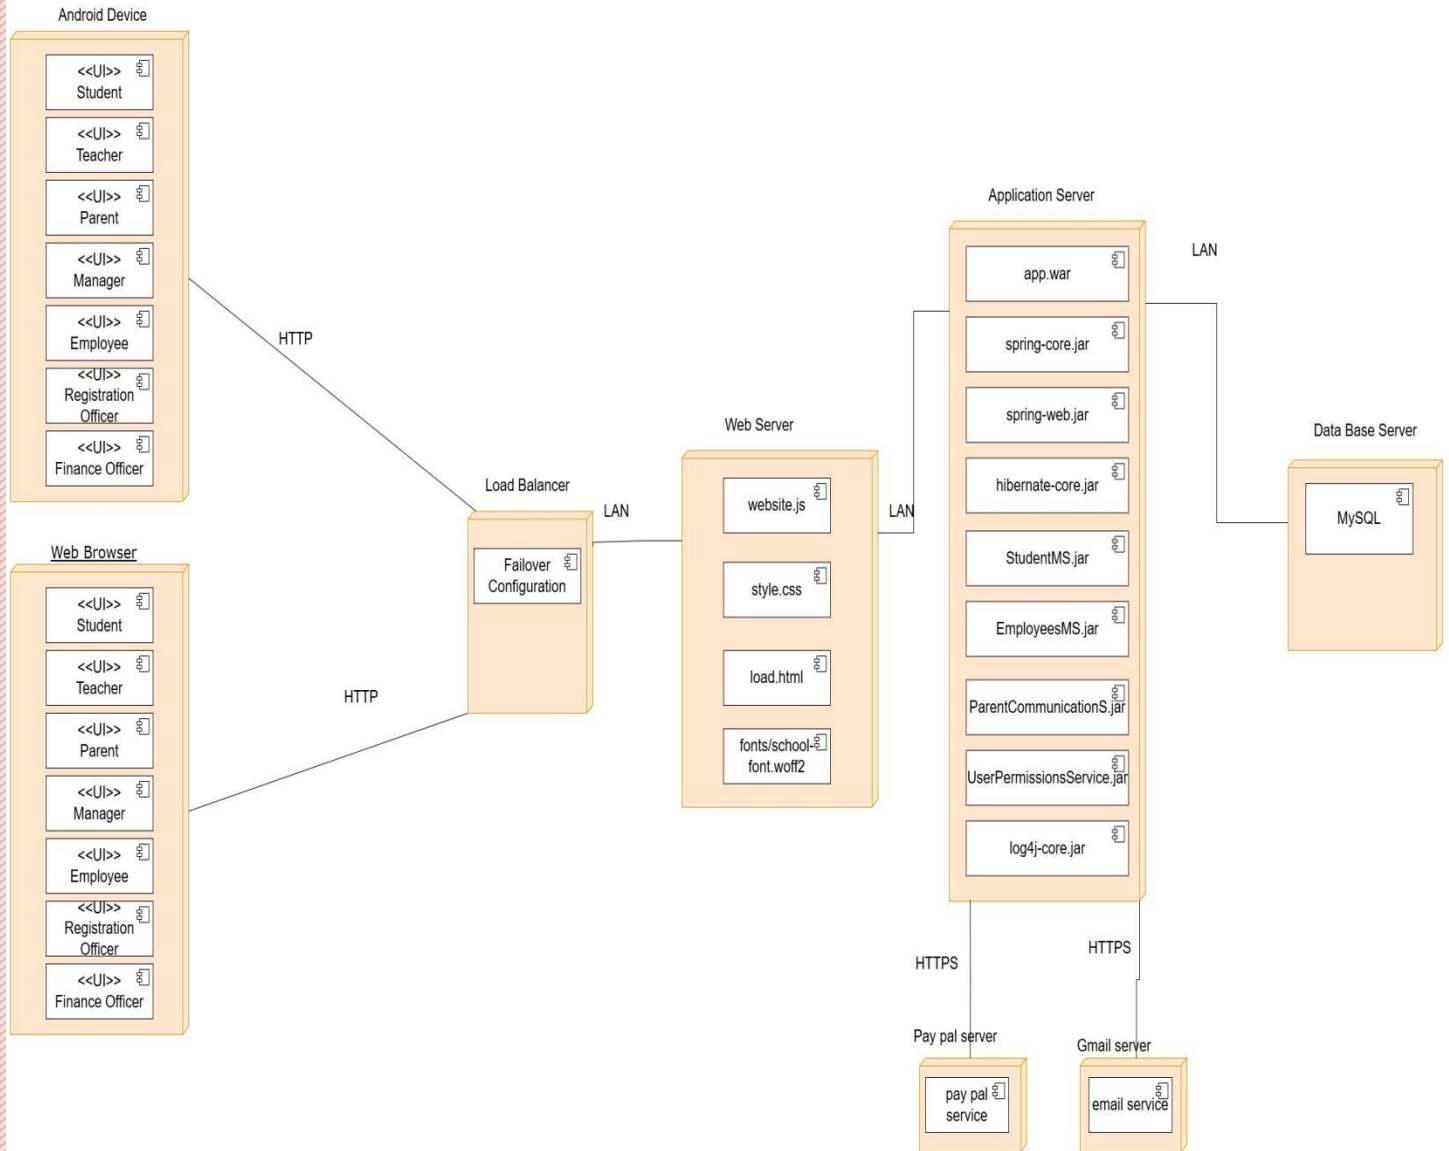 Android Device
<<UI>>
Student
<<UI>>
Teacher
<<UI>>
Parent
<<UI>>
Manager
<<UI>>
Employee
<<UI>>
Registration
Officer
<<UI>>
Finance Officer
Web Browser
<<UI>>
Student
<<UI>>
Teacher
<<UI>>
Parent
<<UI>>
Manager
<<UI>>
Employee
<<UI>>
Registration
Officer
<<UI>>
Finance Officer
HTTP
HTTP
Load Balancer
Failover
Configuration
LAN
Web Server
website.js
style.css
load.html
fonts/school-
font.woff2
LAN
Application Server
app.war
spring-core.jar
spring-web.jar
hibernate-core.jar
StudentMS.jar
EmployeesMS.jar
ParentCommunicationS.jar
UserPermissionsService.jar
log4j-core.jar
LAN
Data Base Server
MySQL
HTTPS
HTTPS
Pay pal server
pay pal
service
Gmail server
email service